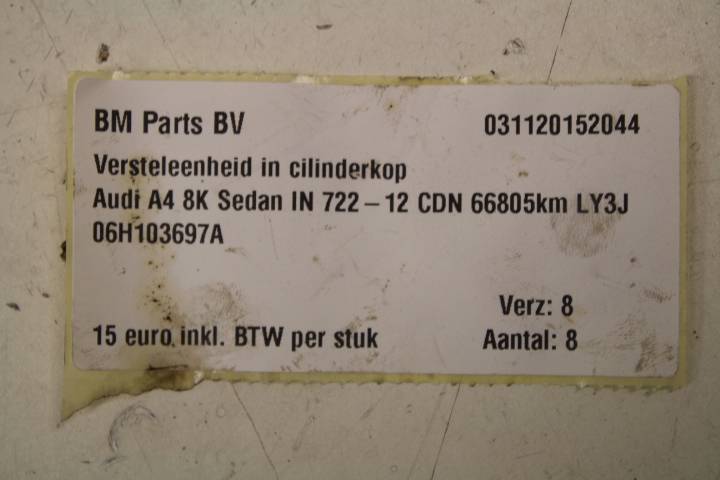 BM Parts BV 031120152044
Versteleenheid in cilinderkop
Audi A4 8K Sedan IN 722-12 CDN 66805km LY3J
06H103697A
Verz: 8
15 euro inkl. BTW per stuk Aantal: 8